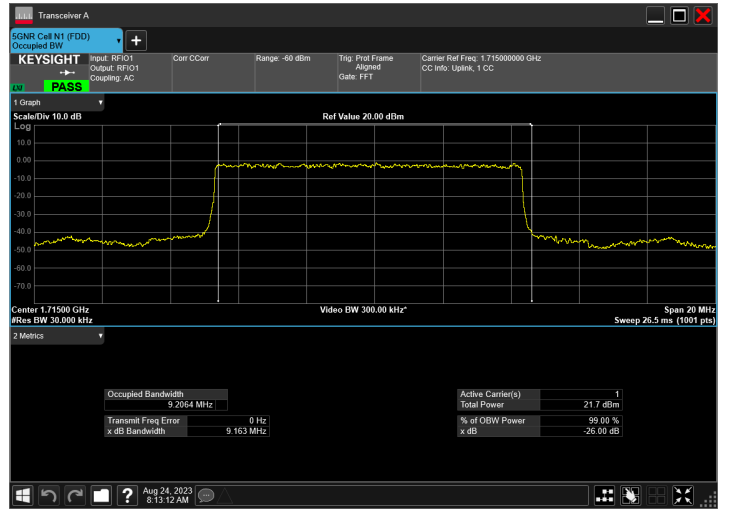 Transceiver A
5GNR Cell N1 (FDD)
Occupied BW
KEYSIGHT
Input: RFIO1
Output: RFIO1
Coupling: AC
Corr CCorr
Range: -60 dBm
Trig: Prot Frame
Aligned
Gate: FFT
Carrier Ref Freq: 1.715000000 GHz
CC Info: Uplink, 1 CC
LXI
PASS
1 Graph
Scale/Div 10.0 dB
Ref Value 20.00 dBm
Log
10.0
0.00
-10.0
-20.0
-30.0
-40.0
-50.0
-60.0
-70.0
Center 1.71500 GHz
Video BW 300.00 kHz*
Span 20 MHz
#Res BW 30.000 kHz
Sweep 26.5 ms (1001 pts)
2 Metrics
Occupied Bandwidth
9.2064 MHz
Transmit Freq Error 0 Hz
x dB Bandwidth 9.163 MHz
Active Carrier(s) 1
Total Power 21.7 dBm
% of OBW Power 99.00 %
x dB -26.00 dB
Aug 24, 2023
8:13:12 AM